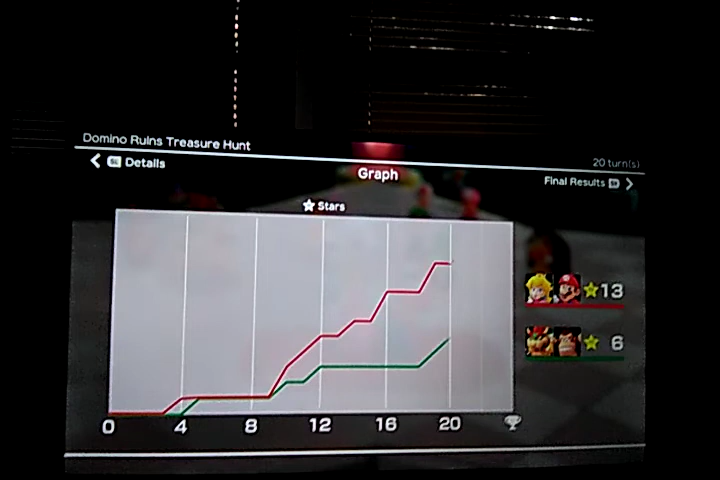 Domino Ruins Treasure Hunt
20 turn(s)
Details
Graph
Final Results
Stars
13
6
0 4 8 12 16 20